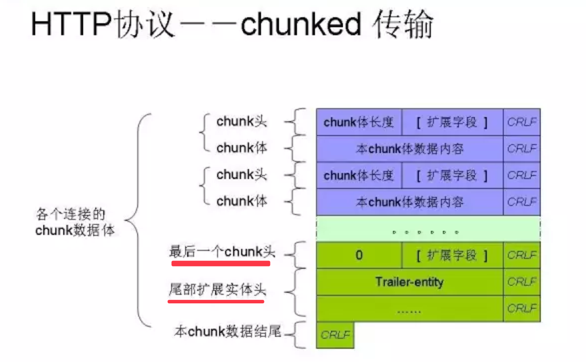 HTTP协议－－chunked 传输
chunk头 chunk体长度 [ 扩展字段 ] CRLF
chunk体 本chunk体数据内容 CRLF
chunk头 chunk体长度 [ 扩展字段 ] CRLF
chunk体 本chunk体数据内容 CRLF
各个连接的
chunk数据体
。。。。。。
最后一个chunk头 0 [ 扩展字段 ] CRLF
尾部扩展实体头 Trailer-entity CRLF
...... CRLF
本chunk数据结尾 CRLF